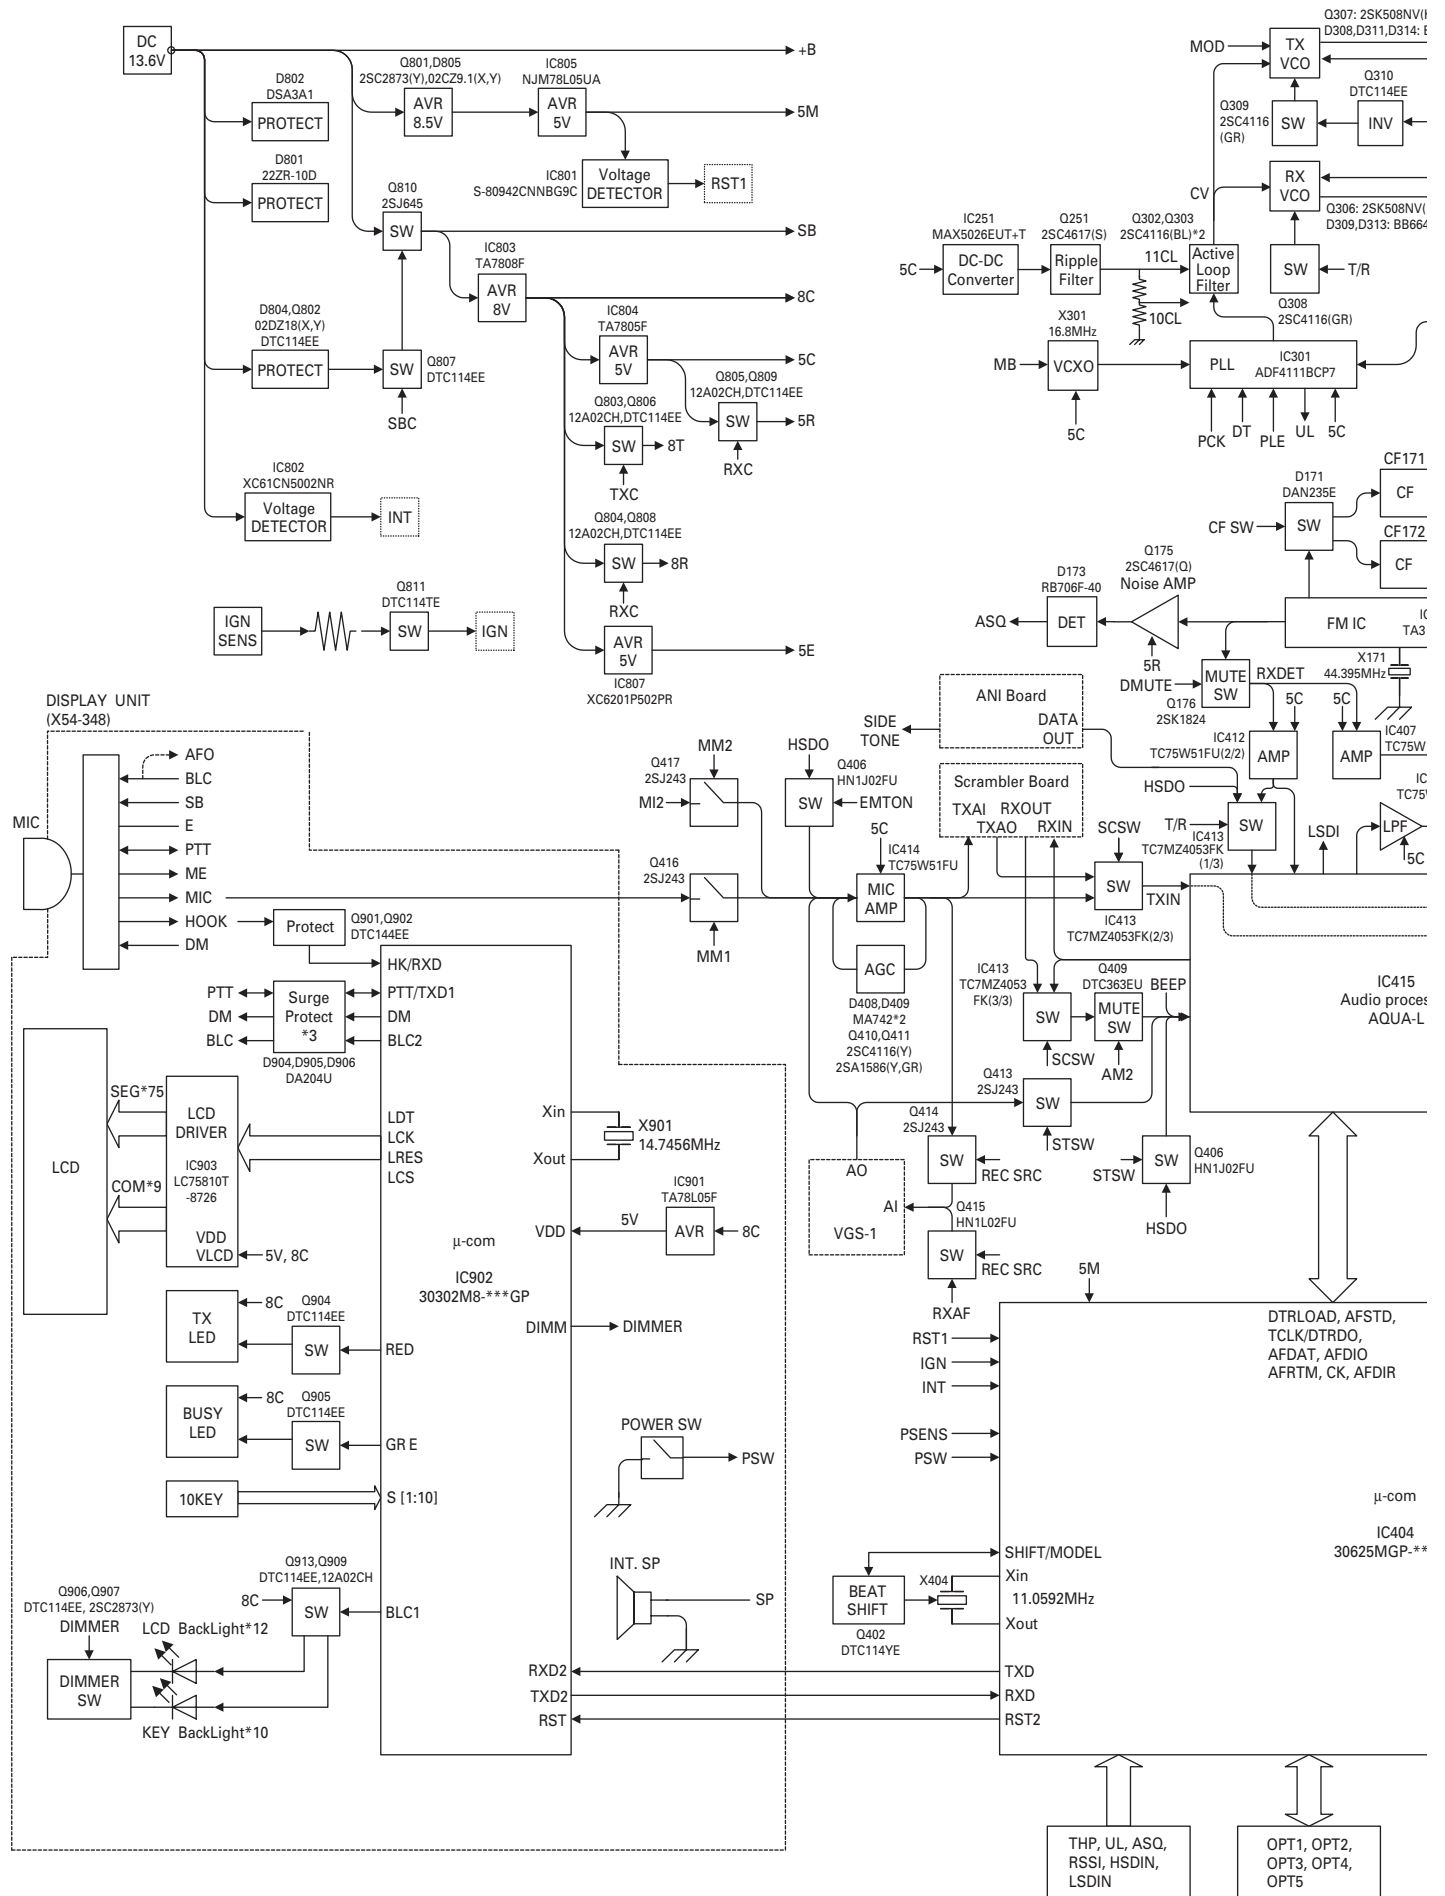 DC
13.6V
+B
D802
DSA3A1
PROTECT
D801
22ZR-10D
PROTECT
Q801,D805
2SC2873(Y),02CZ9.1(X,Y)
AVR
8.5V
IC805
NJM78L05UA
AVR
5V
5M
IC801
S-80942CNNBG9C
Voltage
DETECTOR
RST1
Q810
2SJ645
SW
SB
IC803
TA7808F
AVR
8V
8C
D804,Q802
02DZ18(X,Y)
DTC114EE
PROTECT
SW
Q807
DTC114EE
SBC
IC804
TA7805F
AVR
5V
5C
Q805,Q809
12A02CH,DTC114EE
SW
5R
RXC
Q803,Q806
12A02CH,DTC114EE
SW
8T
TXC
IC802
XC61CN5002NR
Voltage
DETECTOR
INT
Q804,Q808
12A02CH,DTC114EE
SW
8R
RXC
IGN
SENS
Q811
DTC114TE
SW
IGN
AVR
5V
5E
IC807
XC6201P502PR
Q307: 2SK508NV(
D308,D311,D314:
MOD
TX
VCO
Q310
DTC114EE
Q309
2SC4116
(GR)
SW
INV
CV
RX
VCO
Q306: 2SK508NV(
D309,D313: BB664
IC251
MAX5026EUT+T
Q251
2SC4617(S)
Q302,Q303
2SC4116(BL)*2
5C
DC-DC
Converter
Ripple
Filter
11CL
Active
Loop
Filter
SW
T/R
Q308
2SC4116(GR)
10CL
X301
16.8MHz
MB
VCXO
5C
PLL
IC301
ADF4111BCP7
PCK
DT
PLE
UL
5C
CF171
CF
D171
DAN235E
CF SW
SW
CF172
CF
Q175
2SC4617(Q)
Noise AMP
D173
RB706F-40
ASQ
DET
5R
FM IC
TA3
X171
44.395MHz
DMUTE
MUTE
SW
RXDET
Q176
2SK1824
5C
5C
IC412
TC75W51FU(2/2)
AMP
AMP
IC407
TC75W
HSDO
T/R
SW
IC413
TC7MZ4053FK
(1/3)
LSDI
LPF
5C
DISPLAY UNIT
(X54-348)
MIC
AFO
BLC
SB
E
PTT
ME
MIC
HOOK
DM
Protect
Q901,Q902
DTC144EE
HK/RXD
PTT
DM
BLC
Surge
Protect
*3
PTT/TXD1
DM
BLC2
D904,D905,D906
DA204U
Q417
2SJ243
MM2
MI2
Q416
2SJ243
MM1
HSDO
Q406
HN1J02FU
SW
EMTON
SIDE
TONE
ANI Board
DATA
OUT
Scrambler Board
TXAI
RXOUT
TXAO
RXIN
5C
IC414
TC75W51FU
MIC
AMP
AGC
D408,D409
MA742*2
Q410,Q411
2SC4116(Y)
2SA1586(Y,GR)
SCSW
SW
TXIN
IC413
TC7MZ4053FK(2/3)
IC413
TC7MZ4053
FK(3/3)
SW
SCSW
Q409
DTC363EU
MUTE
SW
AM2
BEEP
IC415
Audio proces
AQUA-L
Q413
2SJ243
SW
STSW
Q414
2SJ243
SW
REC SRC
AO
AI
VGS-1
Q415
HN1L02FU
SW
REC SRC
RXAF
STSW
SW
Q406
HN1J02FU
HSDO
LCD
SEG*75
COM*9
LCD
DRIVER
IC903
LC75810T
-8726
VDD
VLCD
5V, 8C
LDT
LCK
LRES
LCS
Xin
Xout
X901
14.7456MHz
IC901
TA78L05F
VDD
5V
AVR
8C
μ-com
IC902
30302M8-***GP
DIMM
DIMMER
TX
LED
8C
Q904
DTC114EE
SW
RED
BUSY
LED
8C
Q905
DTC114EE
SW
GR E
10KEY
S [1:10]
POWER SW
PSW
INT. SP
SP
Q913,Q909
DTC114EE,12A02CH
8C
SW
BLC1
Q906,Q907
DTC114EE, 2SC2873(Y)
DIMMER
LCD BackLight*12
DIMMER
SW
KEY BackLight*10
RXD2
TXD2
RST
TXD
RXD
RST2
5M
DTRLOAD, AFSTD,
TCLK/DTRDO,
AFDAT, AFDIO
AFRTM, CK, AFDIR
RST1
IGN
INT
PSENS
PSW
μ-com
IC404
30625MGP-**
SHIFT/MODEL
BEAT
SHIFT
X404
Xin
11.0592MHz
Xout
Q402
DTC114YE
THP, UL, ASQ,
RSSI, HSDIN,
LSDIN
OPT1, OPT2,
OPT3, OPT4,
OPT5